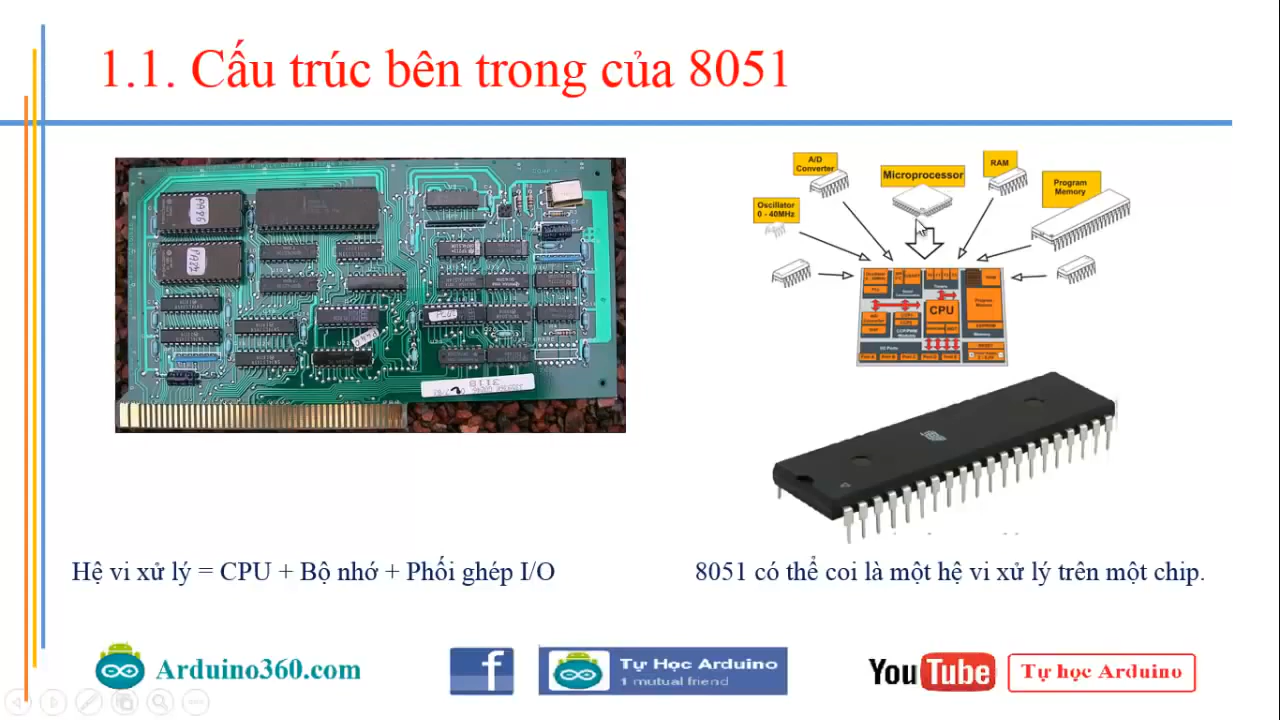 1.1. Cấu trúc bên trong của 8051
A/D
Converter
Microprocessor
RAM
Program
Memory
Oscillator
0 - 40MHz
CPU
Hệ vi xử lý = CPU + Bộ nhớ + Phối ghép I/O
8051 có thể coi là một hệ vi xử lý trên một chip.
Arduino360.com
f
Tự Học Arduino
1 mutual friend
YouTube
Tự học Arduino